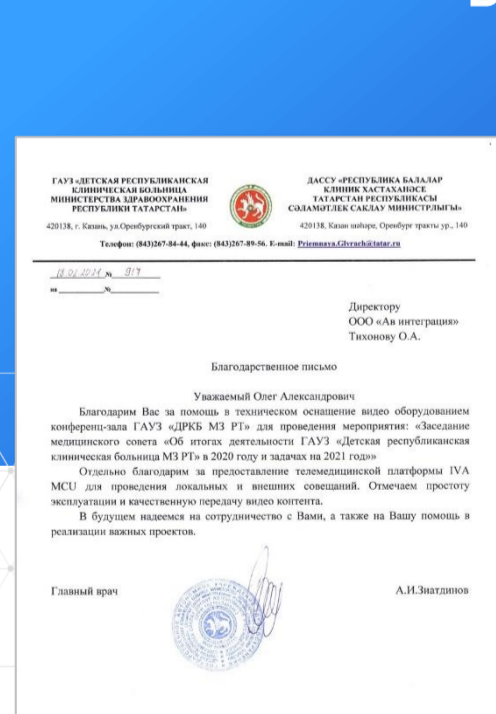 ГАУЗ «ДЕТСКАЯ РЕСПУБЛИКАНСКАЯ
КЛИНИЧЕСКАЯ БОЛЬНИЦА
МИНИСТЕРСТВА ЗДРАВООХРАНЕНИЯ
РЕСПУБЛИКИ ТАТАРСТАН»
420138, г. Казань, ул.Оренбургский тракт, 140
ДАССУ «РЕСПУБЛИКА БАЛАЛАР
КЛИНИК ХАСТАХАНӘСЕ
ТАТАРСТАН РЕСПУБЛИКАСЫ
СӘЛАМӘТЛЕК САКЛАУ МИНИСТРЛЫГЫ»
420138, Казан шәһәре, Оренбург тракты ур., 140
Телефон: (843)267-84-44, факс: (843)267-89-56. E-mail: Priemnaya.Glvrach@tatar.ru
19.02.2021 № 917
на № 
Директору
ООО «Ав интеграция»
Тихонову О.А.
Благодарственное письмо
Уважаемый Олег Александрович
Благодарим Вас за помощь в техническом оснащение видео оборудованием
конференц-зала ГАУЗ «ДРКБ МЗ РТ» для проведения мероприятия: «Заседание
медицинского совета «Об итогах деятельности ГАУЗ «Детская республиканская
клиническая больница МЗ РТ» в 2020 году и задачах на 2021 год»»
Отдельно благодарим за предоставление телемедицинской платформы IVA
MCU для проведения локальных и внешних совещаний. Отмечаем простоту
эксплуатации и качественную передачу видео контента.
В будущем надеемся на сотрудничество с Вами, а также на Вашу помощь в
реализации важных проектов.
Главный врач
А.И.Зиатдинов